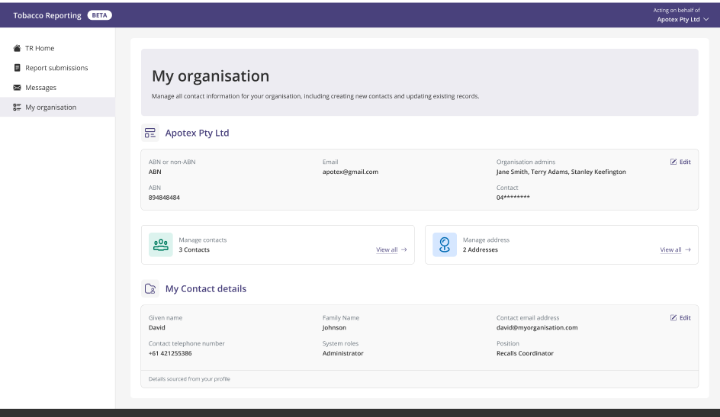 Tobacco Reporting BETA
Acting on behalf of
Apotex Pty Ltd
TR Home
Report submissions
Messages
My organisation
My organisation
Manage all contact information for your organisation, including creating new contacts and updating existing records.
Apotex Pty Ltd
ABN or non-ABN
ABN
Email
apotex@gmail.com
Organisation admins
Jane Smith, Terry Adams, Stanley Keefington
Edit
ABN
894848484
Contact
04********
Manage contacts
3 Contacts
View all →
Manage address
2 Addresses
View all →
My Contact details
Given name
David
Family Name
Johnson
Contact email address
david@myorganisation.com
Edit
Contact telephone number
+61 421255386
System roles
Administrator
Position
Recalls Coordinator
Details sourced from your profile